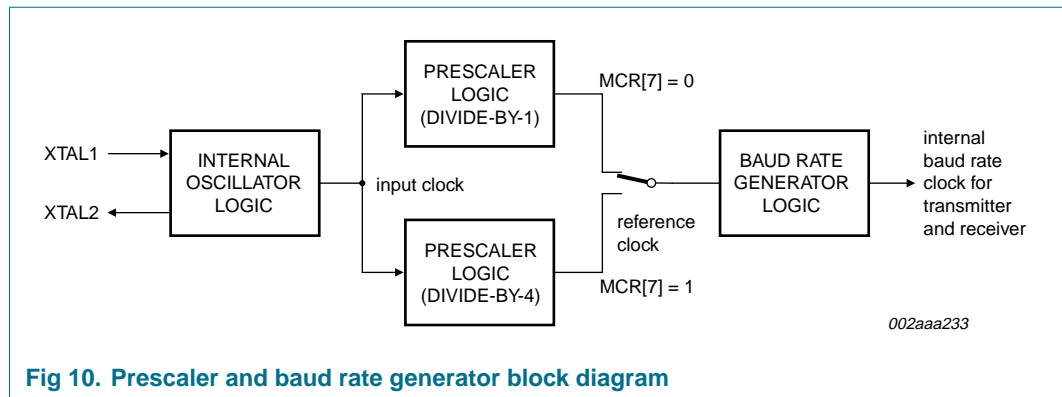 XTAL1
XTAL2
INTERNAL
OSCILLATOR
LOGIC
input clock
PRESCALER
LOGIC
(DIVIDE-BY-1)
MCR[7] = 0
PRESCALER
LOGIC
(DIVIDE-BY-4)
MCR[7] = 1
reference
clock
BAUD RATE
GENERATOR
LOGIC
internal
baud rate
clock for
transmitter
and receiver
002aaa233
Fig 10. Prescaler and baud rate generator block diagram